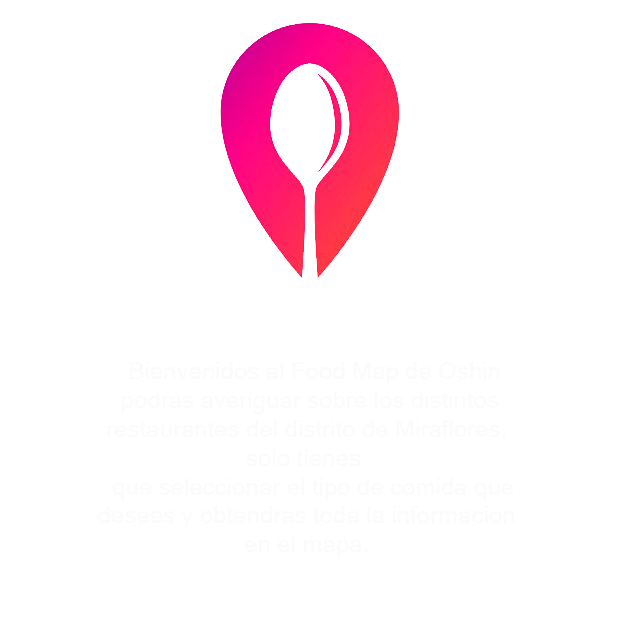 Bienvenidos al Food Map de Oshin
podras averiguar sobre los distintos
restaurantes del distrito de Miraflores,
solo tienes
que seleccionar el tipo de comida que
desees y obtendras toda la informacion
en el mapa.